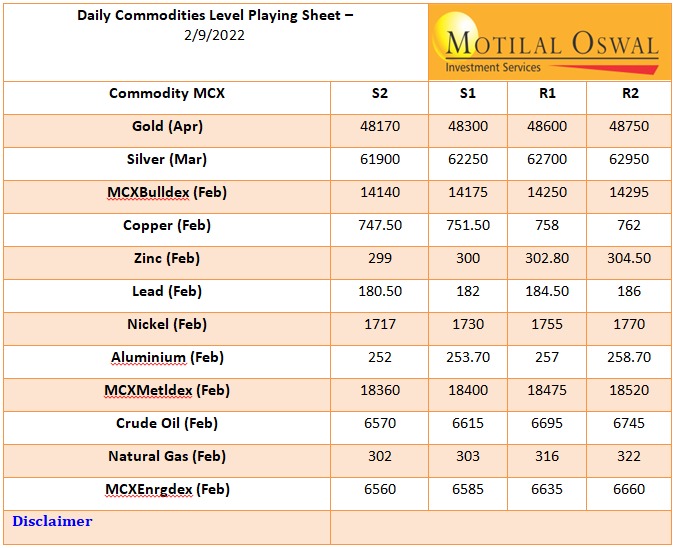 Daily Commodities Level Playing Sheet –
2/9/2022
MOTILAL OSWAL
Investment Services
Commodity MCX S2 S1 R1 R2
Gold (Apr) 48170 48300 48600 48750
Silver (Mar) 61900 62250 62700 62950
MCXBulldex (Feb) 14140 14175 14250 14295
Copper (Feb) 747.50 751.50 758 762
Zinc (Feb) 299 300 302.80 304.50
Lead (Feb) 180.50 182 184.50 186
Nickel (Feb) 1717 1730 1755 1770
Aluminium (Feb) 252 253.70 257 258.70
MCXMetldex (Feb) 18360 18400 18475 18520
Crude Oil (Feb) 6570 6615 6695 6745
Natural Gas (Feb) 302 303 316 322
MCXEnrgdex (Feb) 6560 6585 6635 6660
Disclaimer